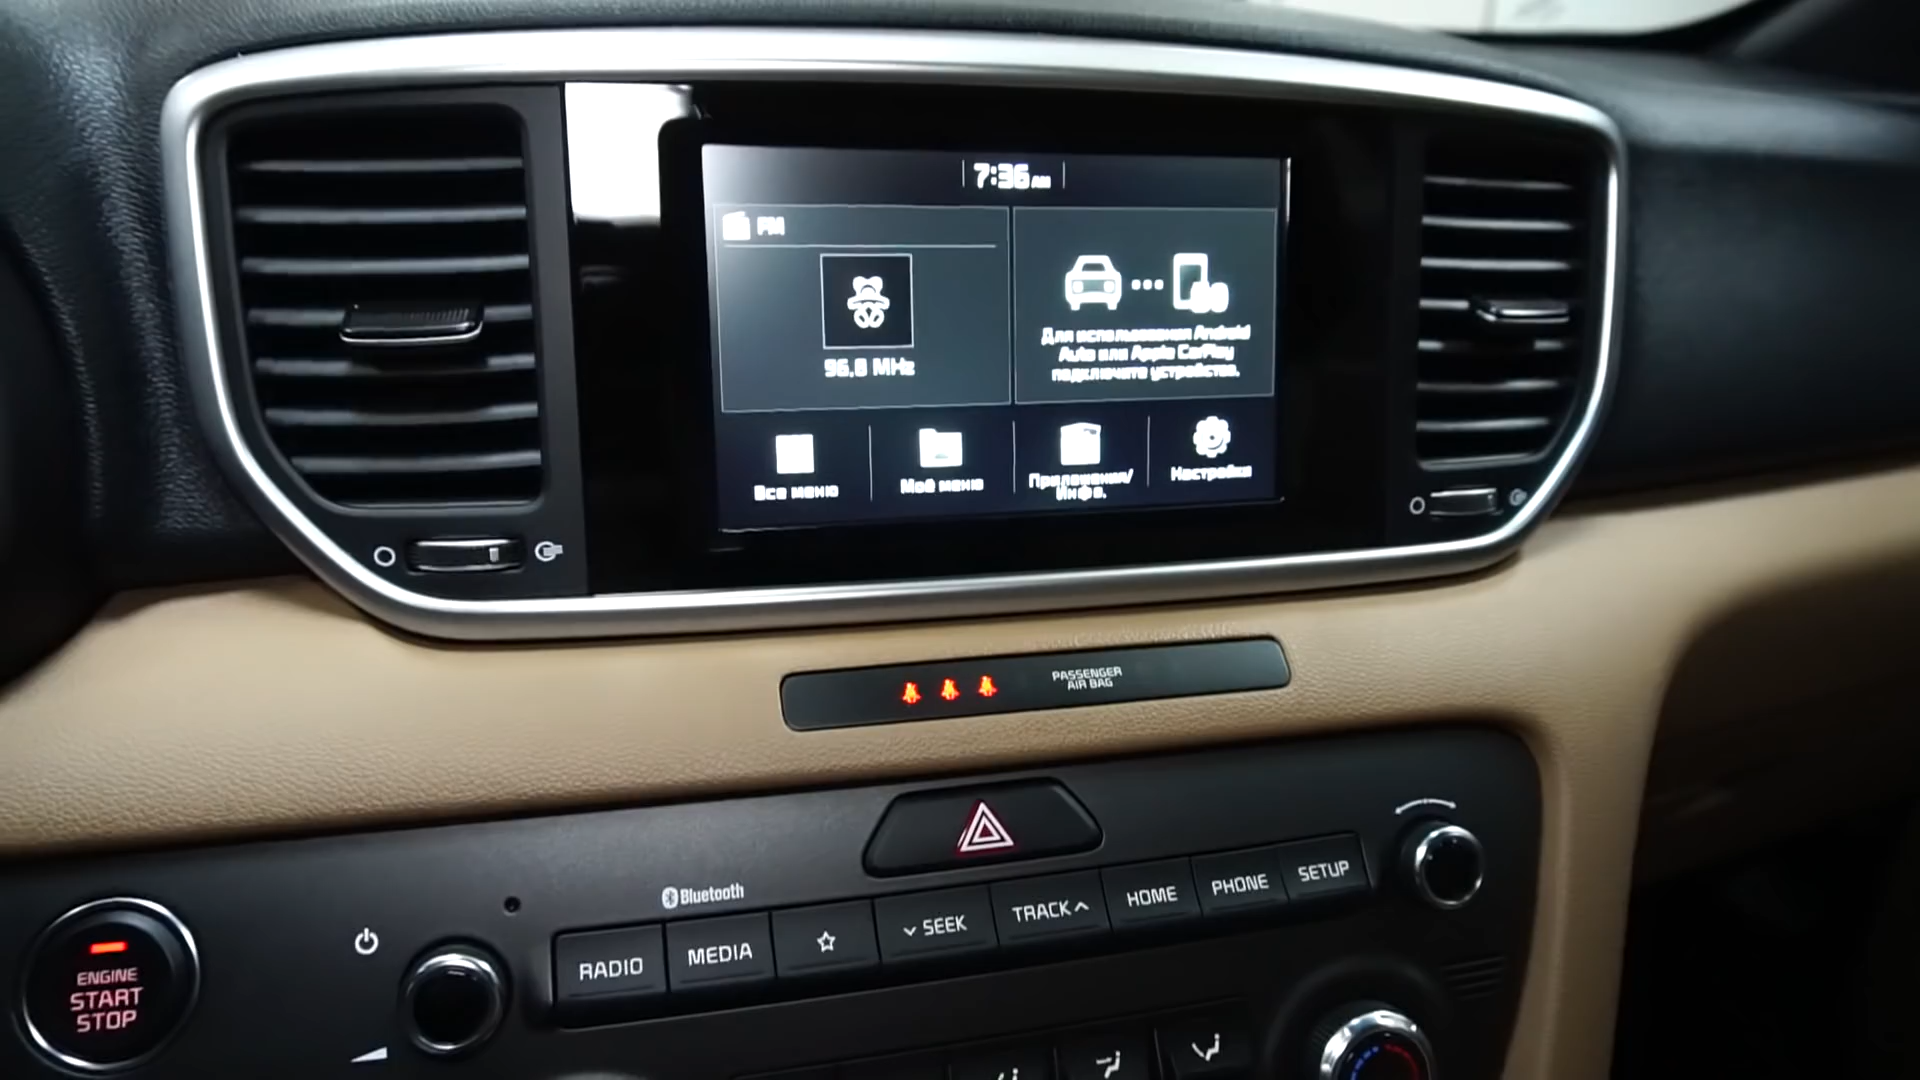 7:36 AM
FM
96.8 MHz
Для использования Android
Auto или Apple CarPlay
подключите устройство.
Все меню
Моё меню
Приложения/
Инфо.
Настройки
PASSENGER
AIR BAG
Bluetooth
RADIO
MEDIA
SEEK
TRACK
HOME
PHONE
SETUP
ENGINE
START
STOP